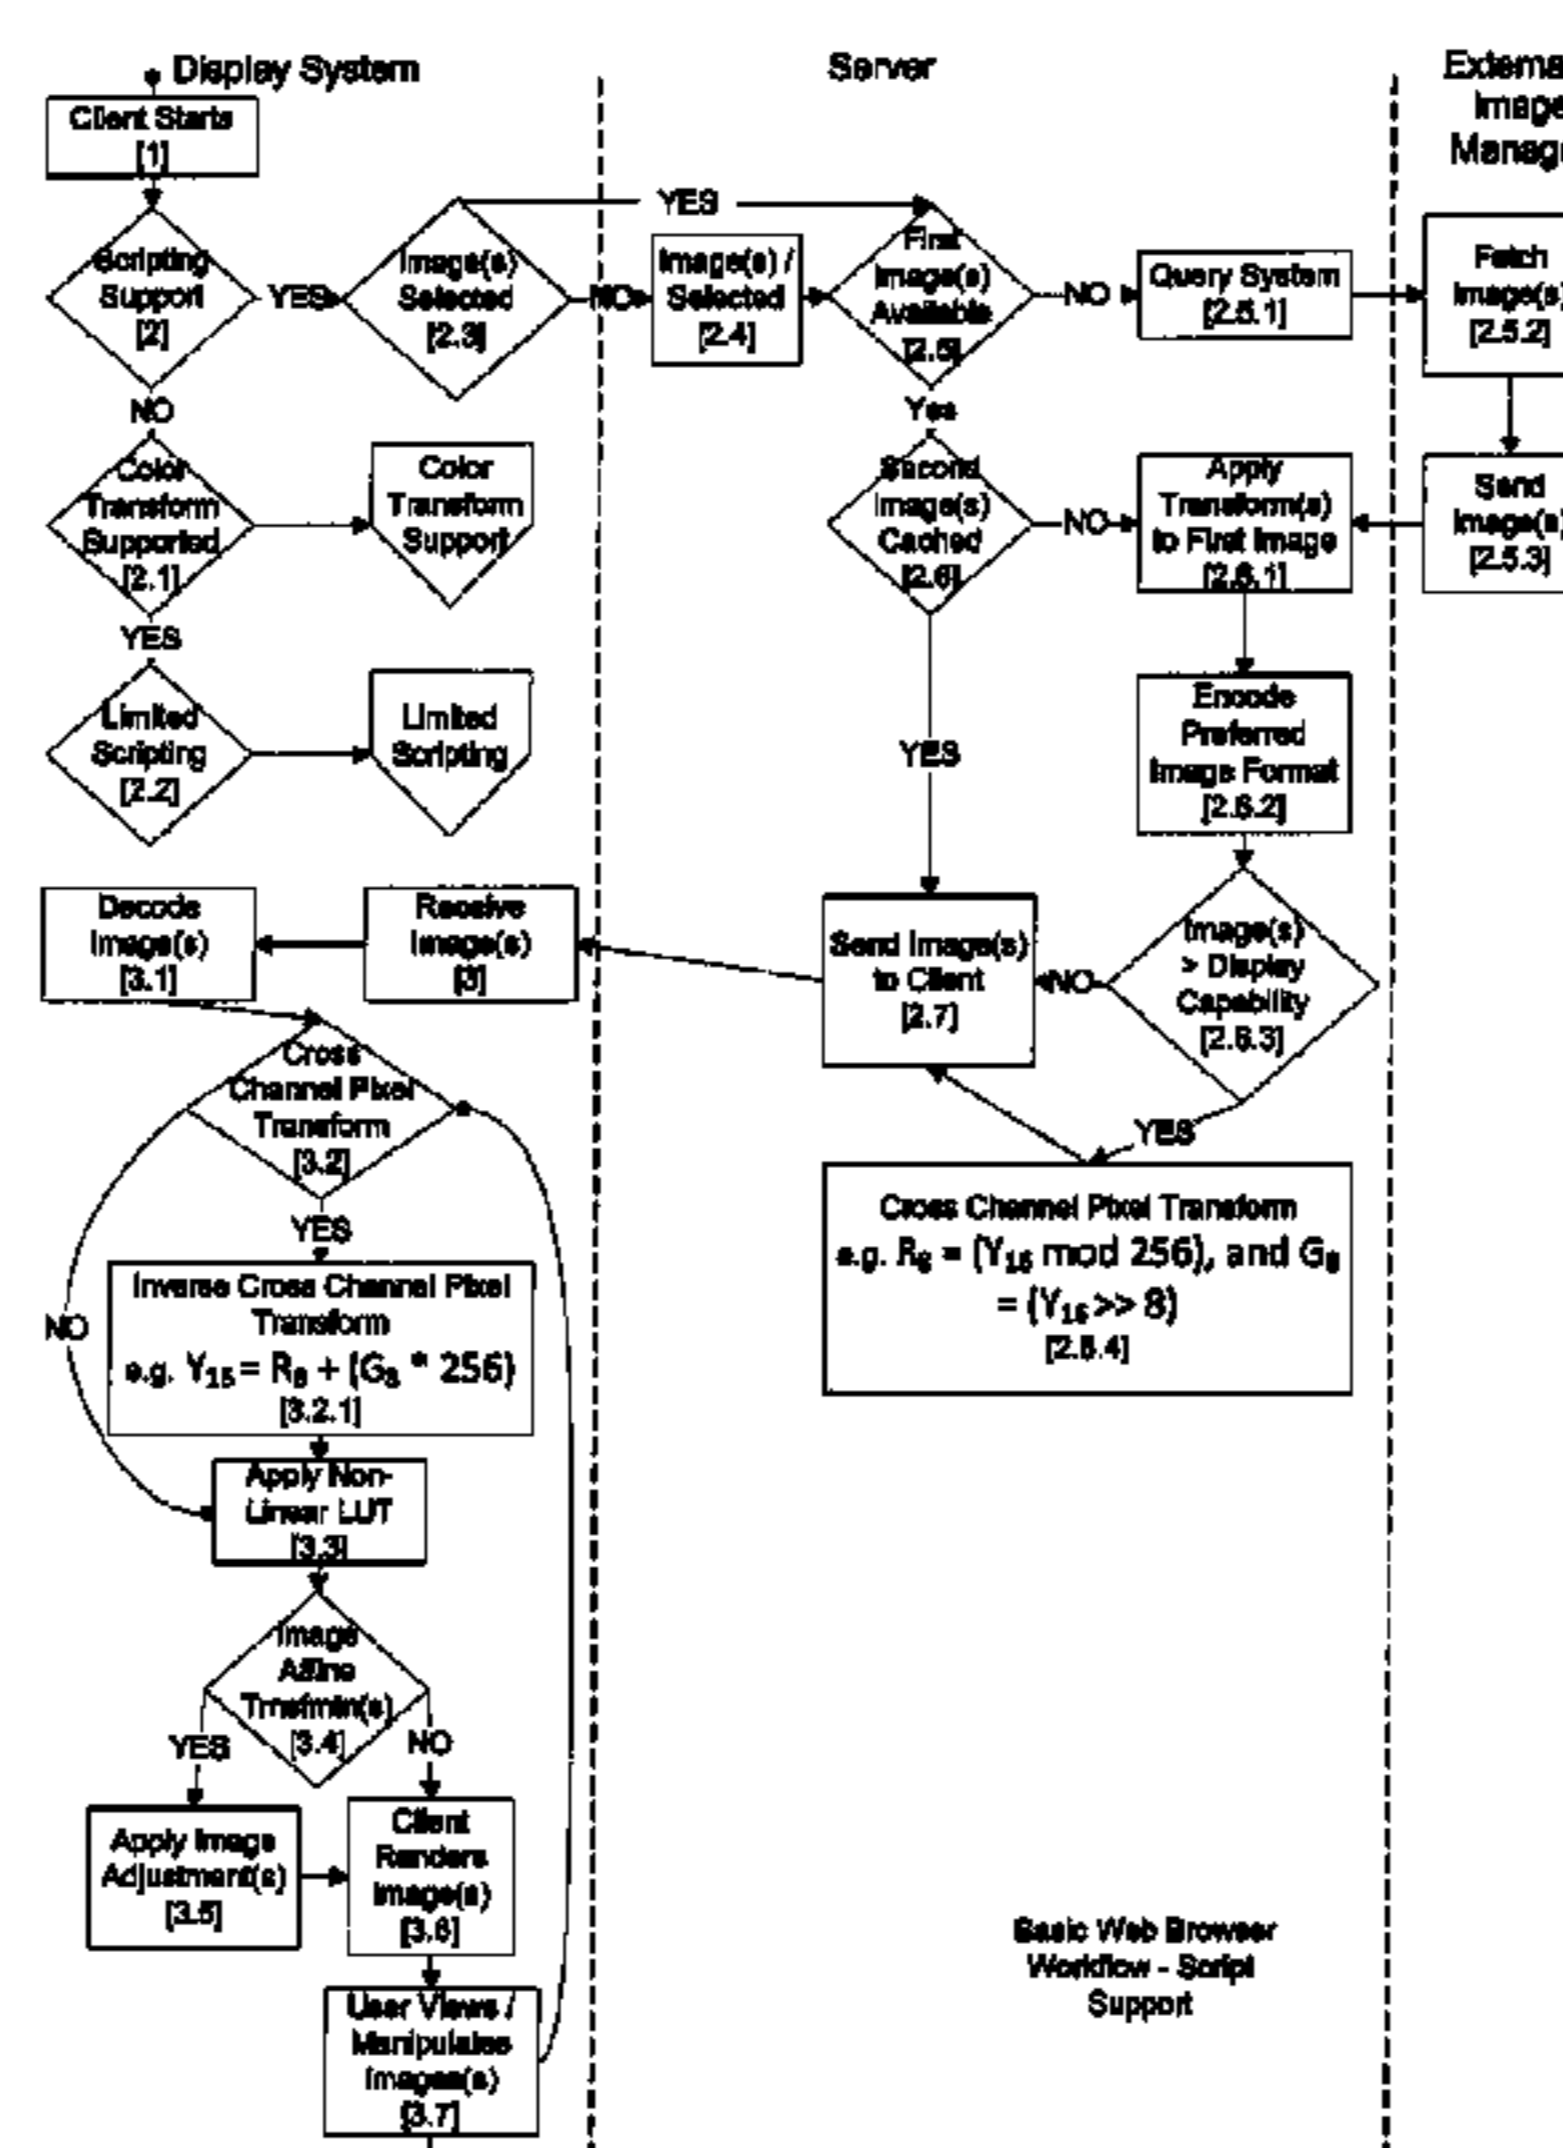 Display System
Server
Image
Client Starts
[1]
Scripting
Support
[2]
YES
Image(s)
Selected
[2.3]
YES
NO
Image(s) /
Selected
[2.4]
First
Image(s)
Available
[2.5]
NO
Query System
[2.5.1]
Fetch
[2.5.2]
NO
Yes
Color
Transform
Supported
[2.1]
Color
Transform
Support
Second
Image(s)
Cached
[2.6]
NO
Apply
Transform(s)
to First Image
[2.6.1]
Send
[2.5.3]
YES
Limited
Scripting
[2.2]
Limited
Scripting
YES
Encode
Preferred
Image Format
[2.6.2]
Decode
Image(s)
[3.1]
Receive
Image(s)
[3]
Send Image(s)
to Client
[2.7]
NO
Image(s)
> Display
Capability
[2.6.3]
YES
Cross
Channel Pixel
Transform
[3.2]
Cross Channel Pixel Transform
e.g. R₈ = (Y₁₆ mod 256), and G₈
= (Y₁₆ >> 8)
[2.6.4]
YES
NO
Inverse Cross Channel Pixel
Transform
e.g. Y₁₆ = R₈ + (G₈ * 256)
[3.2.1]
Apply Non-
Linear LUT
[3.3]
Image
Affine
[3.4]
YES
NO
Apply Image
Adjustment(s)
[3.5]
Client
Renders
Image(s)
[3.6]
User Views /
Manipulates
Images(s)
[3.7]
Basic Web Browser
Workflow - Script
Support